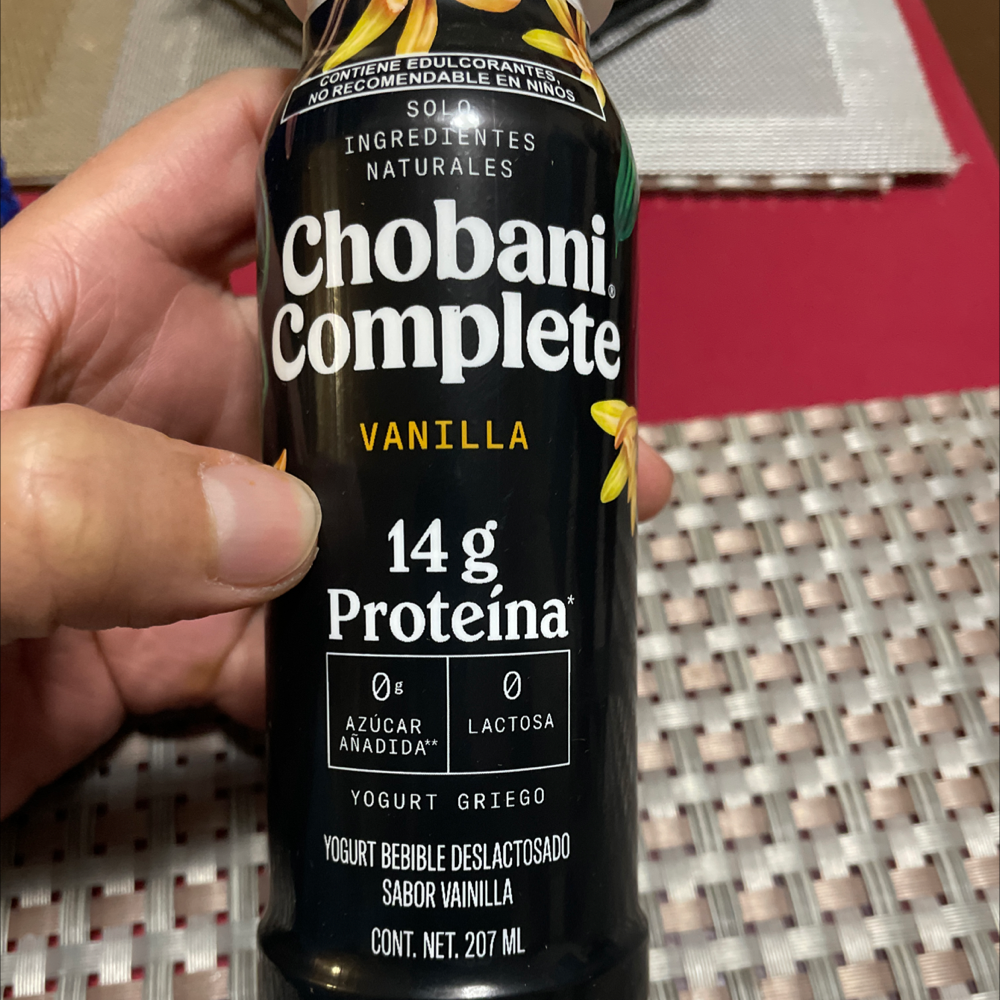 CONTIENE EDULCORANTES,
NO RECOMENDABLE EN NIÑOS
SOLO
INGREDIENTES
NATURALES
Chobani®
Complete
VANILLA
14 g
Proteína*
0g
AZÚCAR
AÑADIDA**
0
LACTOSA
YOGURT GRIEGO
YOGURT BEBIBLE DESLACTOSADO
SABOR VAINILLA
CONT. NET. 207 ML